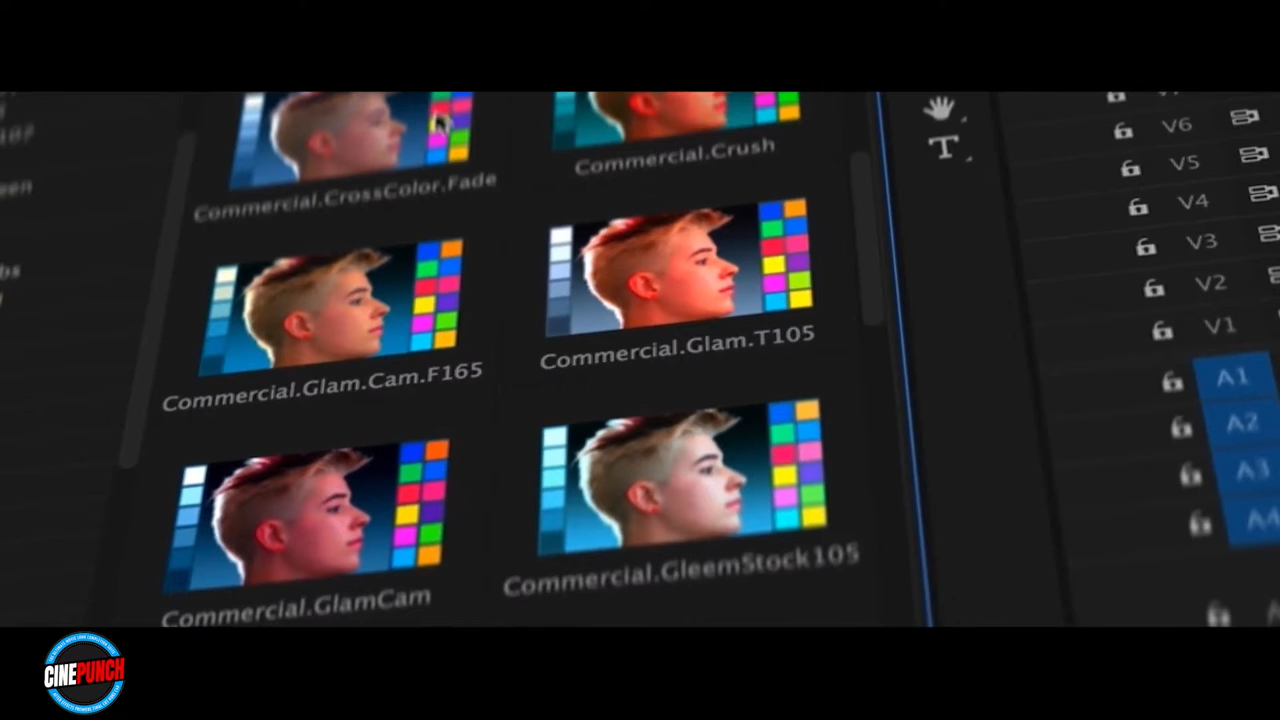 Commercial.CrossColor.Fade
Commercial.Crush
Commercial.Glam.Cam.F165
Commercial.Glam.T105
Commercial.GlamCam
Commercial.GleemStock105
T
V6
V5
V4
V3
V2
V1
A1
A2
A3
A4
CINEPUNCH